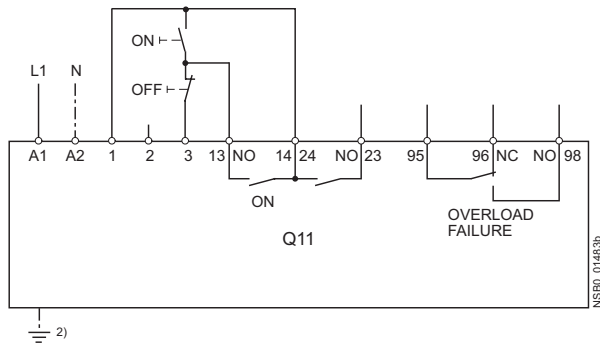 ON
OFF
L1 N
A1 A2 1 2 3 13 NO 14 24 NO 23 95 96 NC NO 98
ON
OVERLOAD
FAILURE
Q11
NSB0_01483b
2)